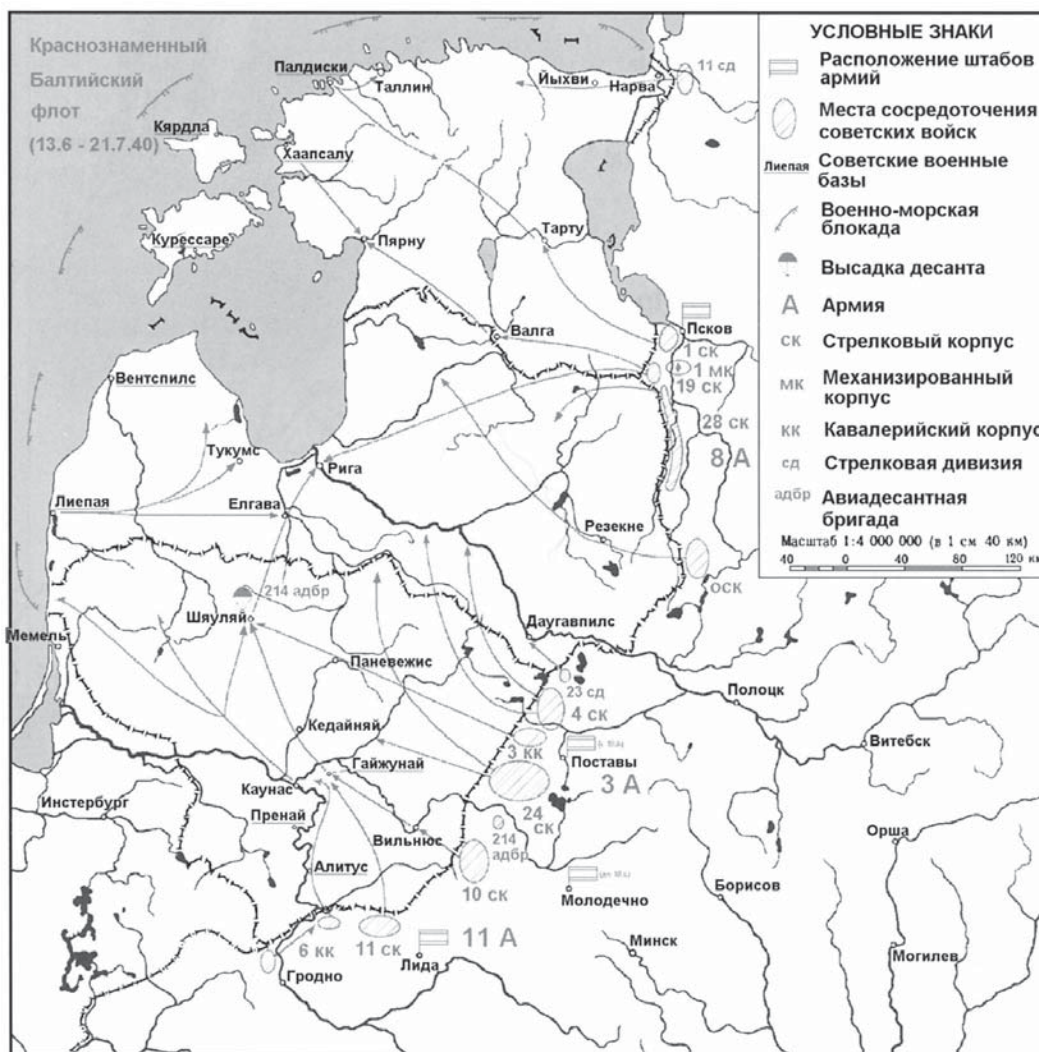 Краснознаменный
Балтийский
флот
(13.6 - 21.7.40)
УСЛОВНЫЕ ЗНАКИ
Расположение штабов
армий
Места сосредоточения
советских войск
Лиепая
Советские военные
базы
Военно-морская
блокада
Высадка десанта
А
Армия
ск
Стрелковый корпус
мк
Механизированный
корпус
кк
Кавалерийский корпус
сд
Стрелковая дивизия
адбр
Авиадесантная
бригада
Масштаб 1:4 000 000 (в 1 см 40 км)
40 0 40 80 120 км
Палдиски
Таллин
Йыхви
Нарва
11 сд
Кярдла
Хаапсалу
Курессаре
Пярну
Тарту
Псков
Валга
1 ск
1 мк
19 ск
28 ск
8 А
Вентспилс
Тукумс
Рига
Лиепая
Елгава
Резекне
оск
214 адбр
Шяуляй
Мемель
Даугавпилс
Паневежис
23 сд
4 ск
Полоцк
Кедайняй
3 кк
Поставы
Витебск
Гайжунай
3 А
Каунас
Инстербург
Пренай
24
ск
Вильнюс
214
адбр
Орша
Алитус
10 ск
Молодечно
Борисов
6 кк
11 ск
11 А
Лида
Минск
Могилев
Гродно